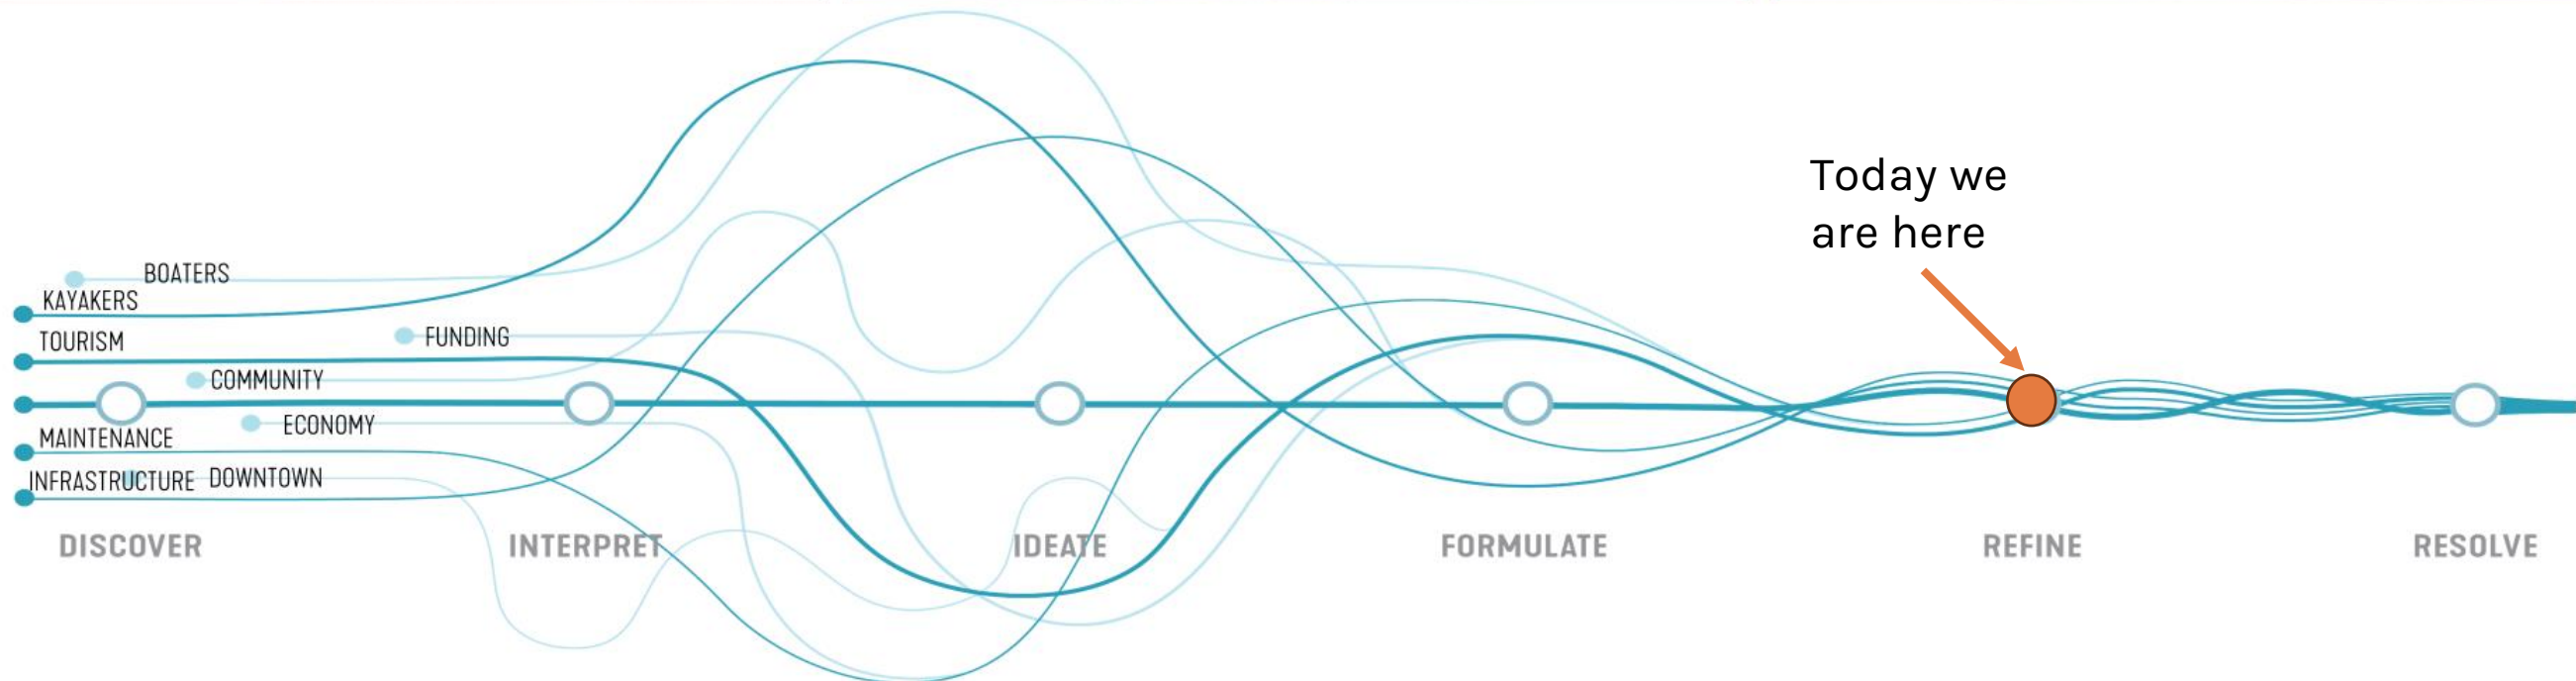 Today we
are here
BOATERS
KAYAKERS
TOURISM
FUNDING
COMMUNITY
ECONOMY
MAINTENANCE
INFRASTRUCTURE DOWNTOWN
DISCOVER INTERPRET IDEATE FORMULATE REFINE RESOLVE